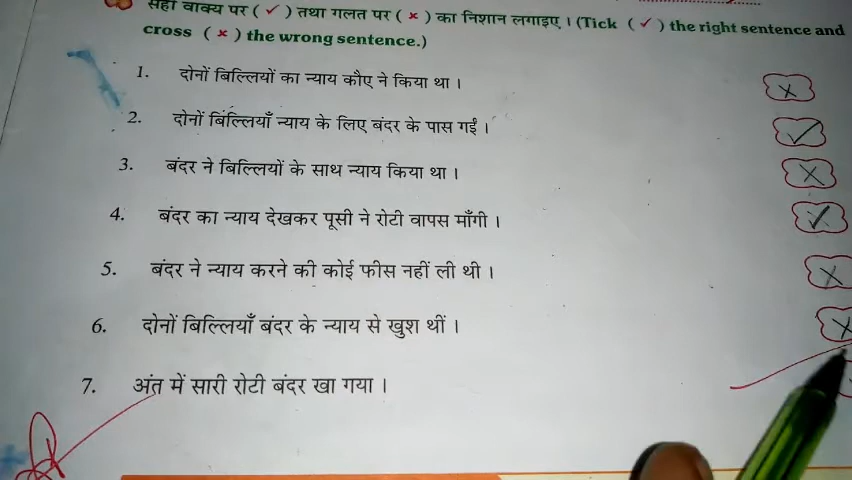 सही वाक्य पर ( ✓ ) तथा गलत पर ( × ) का निशान लगाइए । (Tick ( ✓ ) the right sentence and
cross ( × ) the wrong sentence.)
1. दोनों बिल्लियों का न्याय कौए ने किया था । ×
2. दोनों बिल्लियाँ न्याय के लिए बंदर के पास गईं । ✓
3. बंदर ने बिल्लियों के साथ न्याय किया था । ×
4. बंदर का न्याय देखकर पूसी ने रोटी वापस माँगी । ✓
5. बंदर ने न्याय करने की कोई फीस नहीं ली थी । ×
6. दोनों बिल्लियाँ बंदर के न्याय से खुश थीं । ×
7. अंत में सारी रोटी बंदर खा गया ।